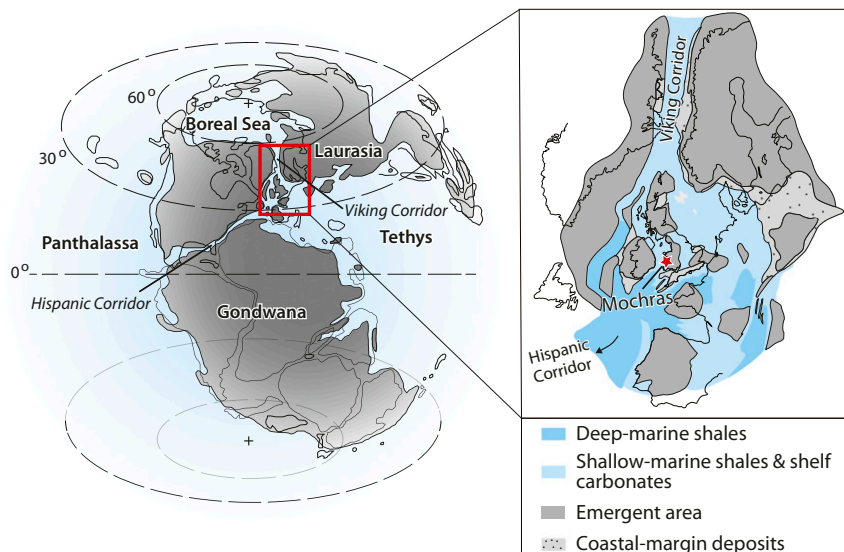 60°
Boreal Sea
30°
Laurasia
Viking Corridor
Panthalassa
Tethys
0°
Hispanic Corridor
Gondwana
Viking Corridor
Mochras
Hispanic
Corridor
Deep-marine shales
Shallow-marine shales & shelf
carbonates
Emergent area
Coastal-margin deposits